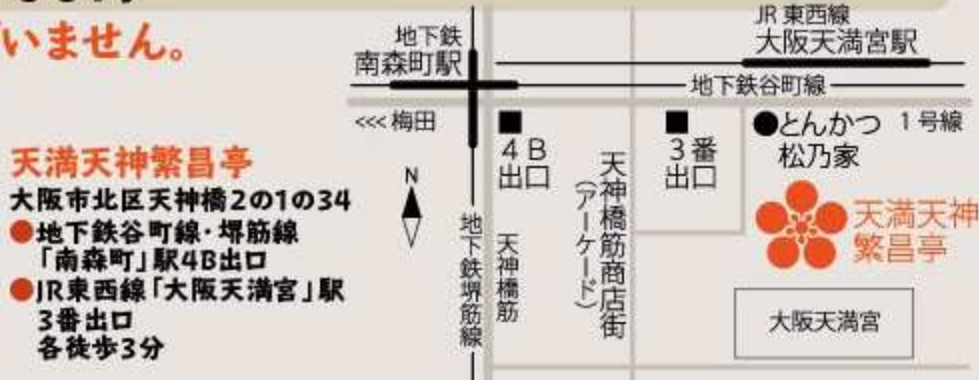 いません。
天満天神繁昌亭
大阪市北区天神橋2の1の34
●地下鉄谷町線・堺筋線
「南森町」駅4B出口
●JR東西線「大阪天満宮」駅
3番出口
各徒歩3分
地下鉄
南森町駅
JR東西線
大阪天満宮駅
地下鉄谷町線
<<<梅田
4B
出口
3番
出口
●とんかつ
松乃家
1号線
N
地下鉄堺筋線
天神橋筋
天神橋筋商店街
(アーケード)
天満天神
繁昌亭
大阪天満宮